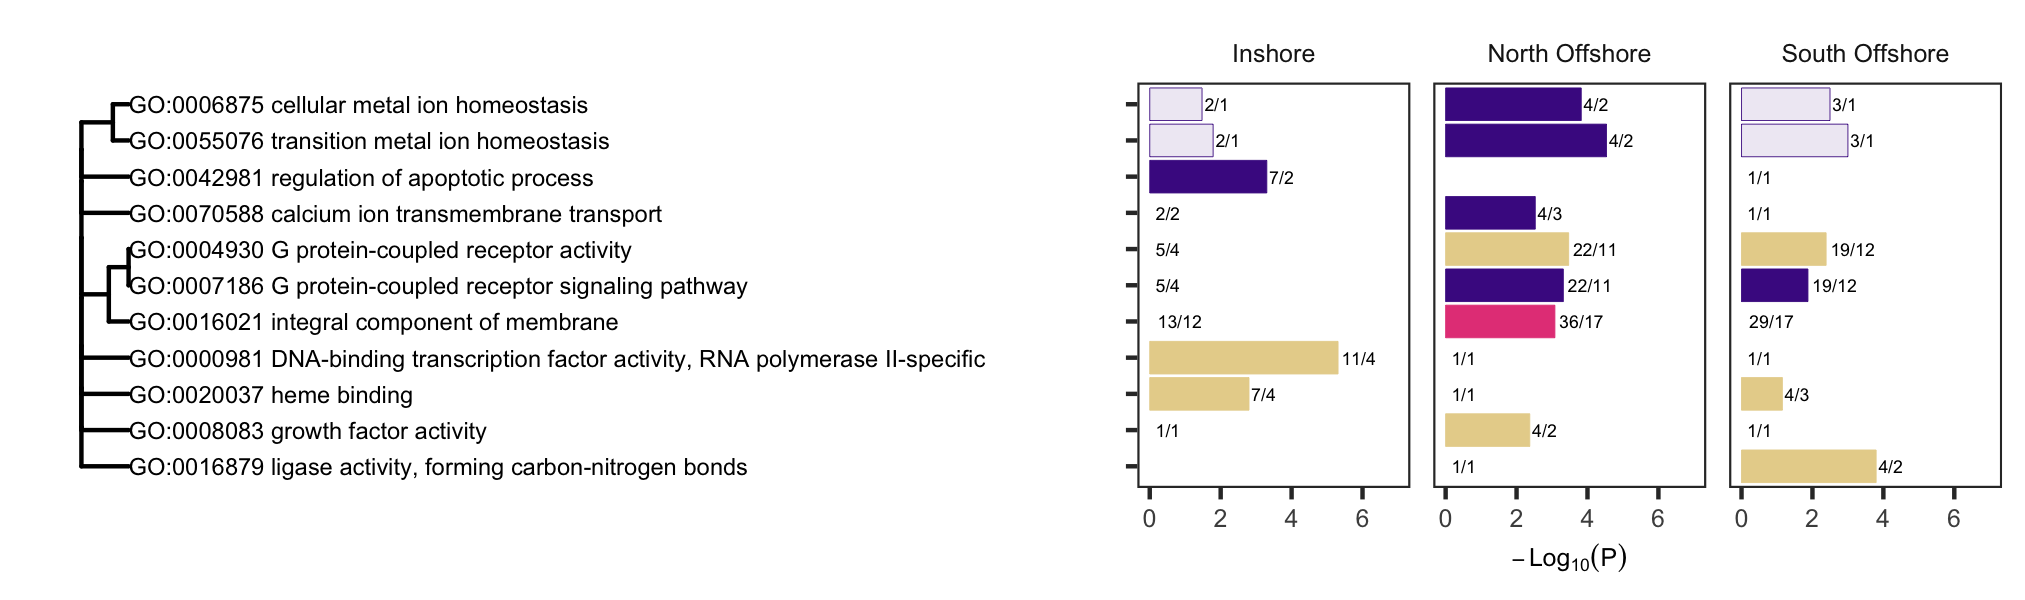 Inshore North Offshore South Offshore
GO:0006875 cellular metal ion homeostasis 2/1 4/2 3/1
GO:0055076 transition metal ion homeostasis 2/1 4/2 3/1
GO:0042981 regulation of apoptotic process 7/2 1/1
GO:0070588 calcium ion transmembrane transport 2/2 4/3 1/1
GO:0004930 G protein-coupled receptor activity 5/4 22/11 19/12
GO:0007186 G protein-coupled receptor signaling pathway 5/4 22/11 19/12
GO:0016021 integral component of membrane 13/12 36/17 29/17
GO:0000981 DNA-binding transcription factor activity, RNA polymerase II-specific 11/4 1/1 1/1
GO:0020037 heme binding 7/4 1/1 4/3
GO:0008083 growth factor activity 1/1 4/2 1/1
GO:0016879 ligase activity, forming carbon-nitrogen bonds 1/1 4/2
0 2 4 6 0 2 4 6 0 2 4 6
−Log₁₀(P)